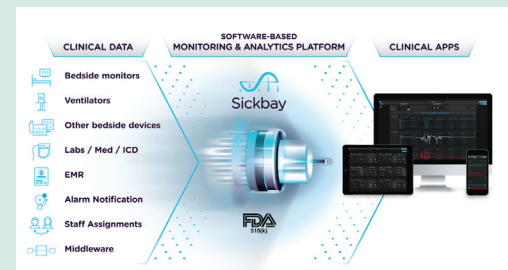 CLINICAL DATA
SOFTWARE-BASED
MONITORING & ANALYTICS PLATFORM
CLINICAL APPS
Bedside monitors
Ventilators
Other bedside devices
Labs / Med / ICD
EMR
Alarm Notification
Staff Assignments
Middleware
Sickbay
FDA
510(k)